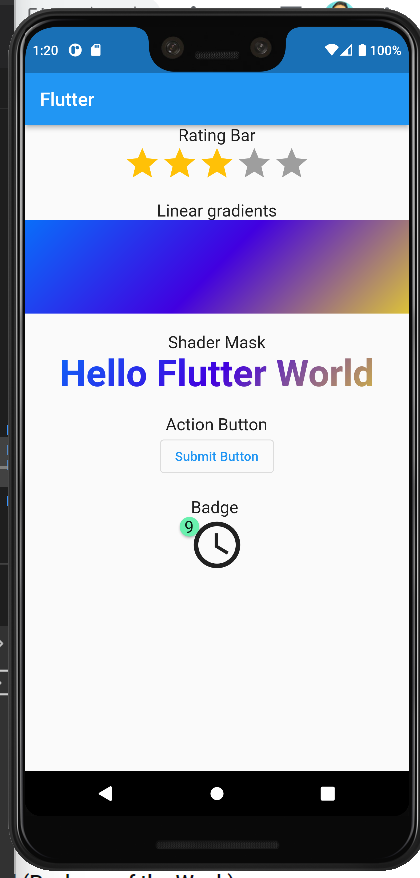 1:20
100%
Flutter
Rating Bar
Linear gradients
Shader Mask
Hello Flutter World
Action Button
Submit Button
Badge
9